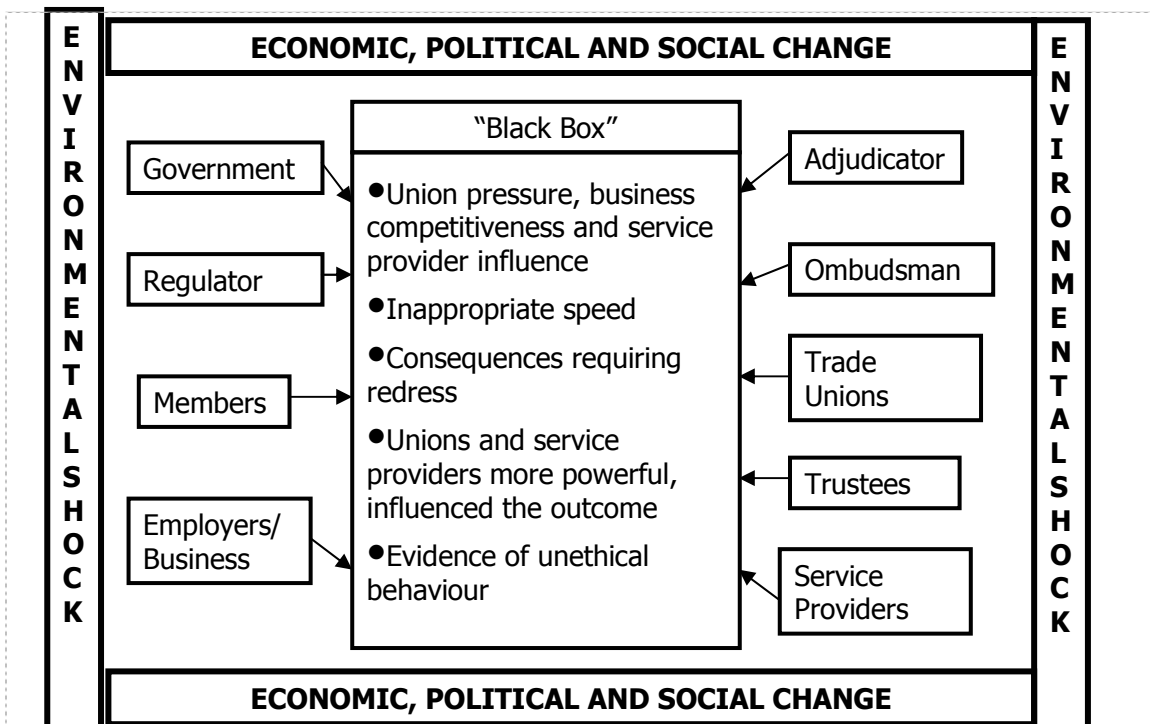 ENVIRONMENTALSHOCK
ECONOMIC, POLITICAL AND SOCIAL CHANGE
Government
Regulator
Members
Employers/
Business
“Black Box”
●Union pressure, business
competitiveness and service
provider influence
●Inappropriate speed
●Consequences requiring
redress
●Unions and service
providers more powerful,
influenced the outcome
●Evidence of unethical
behaviour
Adjudicator
Ombudsman
Trade
Unions
Trustees
Service
Providers
ECONOMIC, POLITICAL AND SOCIAL CHANGE
ENVIRONMENTALSHOCK